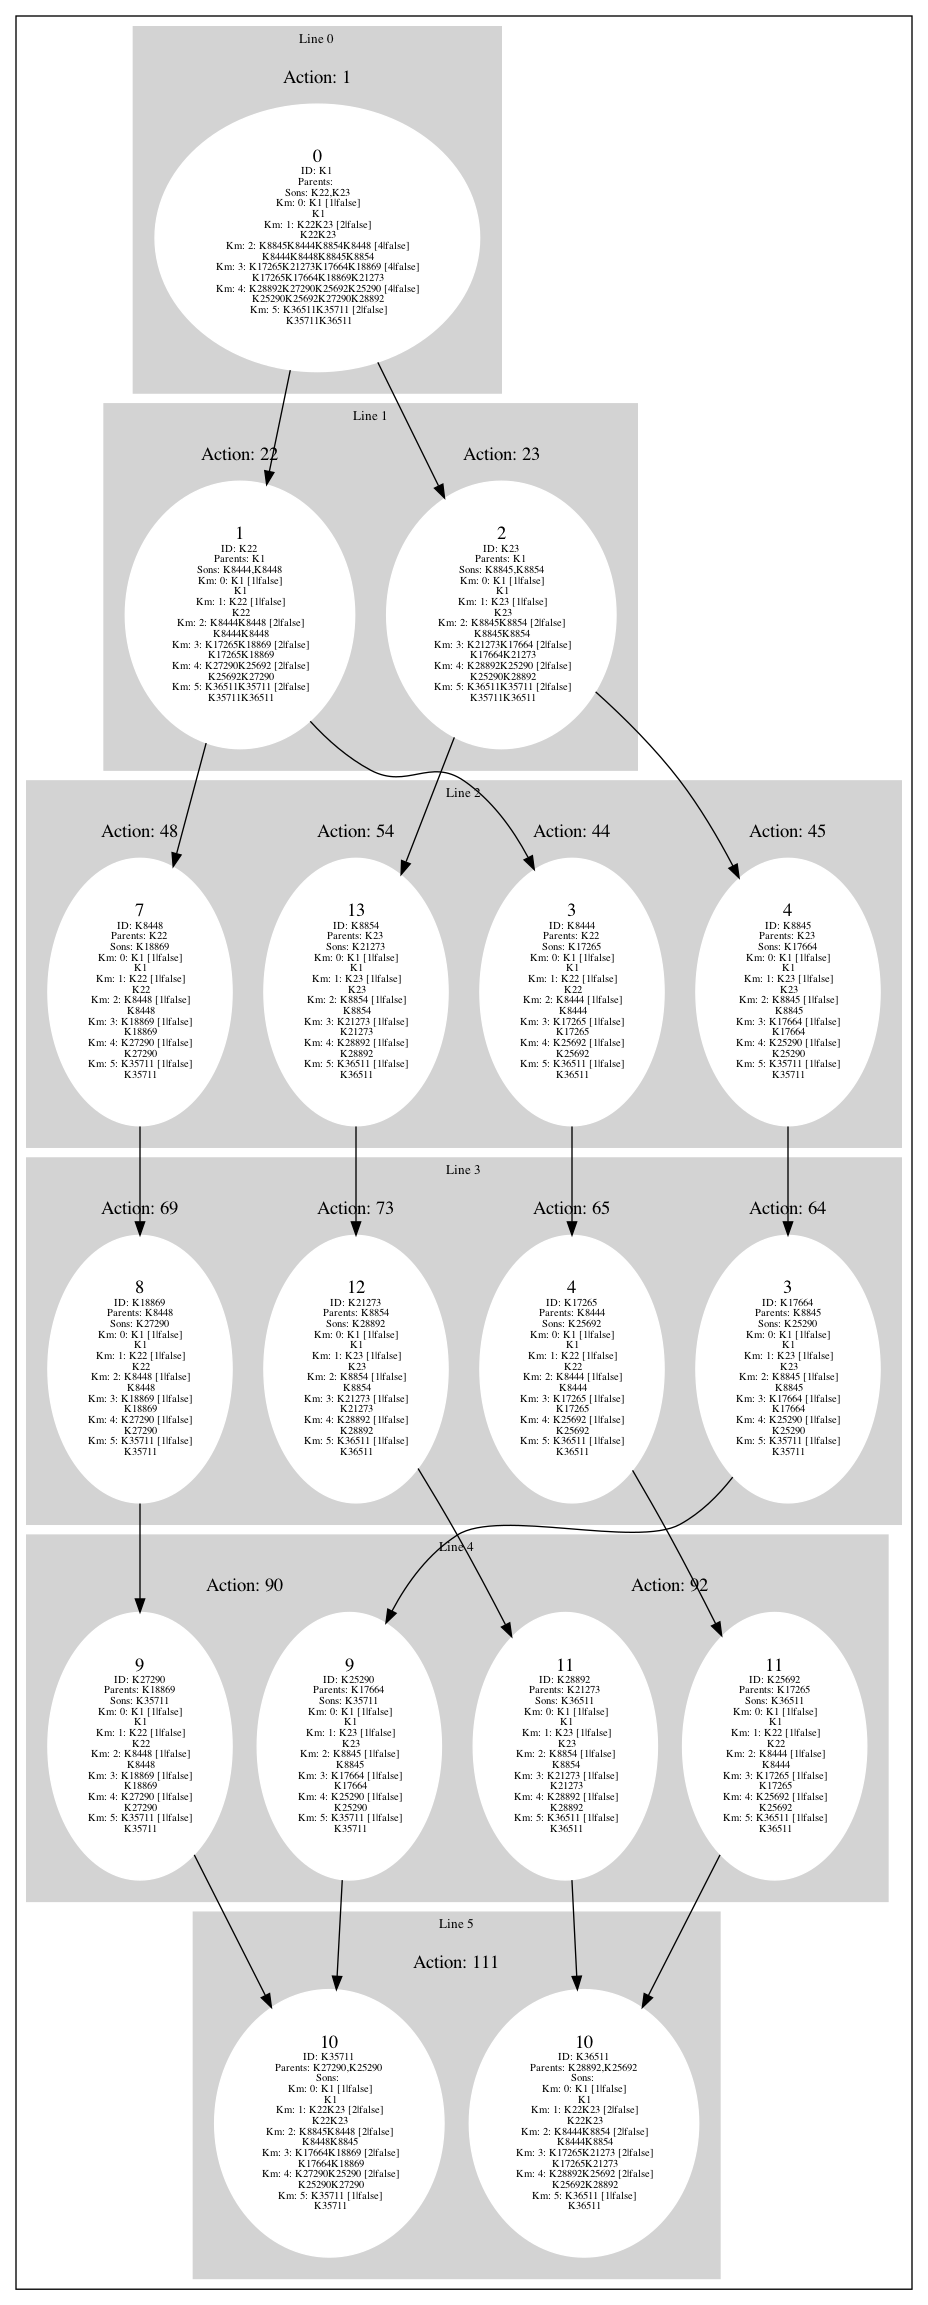 Line 0
Action: 1
0
ID: K1
Parents:
Sons: K22,K23
Km: 0: K1 [1|false]
K1
Km: 1: K22K23 [2|false]
K22K23
Km: 2: K8845K8444K8854K8448 [4|false]
K8444K8448K8845K8854
Km: 3: K17265K21273K17664K18869 [4|false]
K17265K17664K18869K21273
Km: 4: K28892K27290K25692K25290 [4|false]
K25290K25692K27290K28892
Km: 5: K36511K35711 [2|false]
K35711K36511
Line 1
Action: 22
1
ID: K22
Parents: K1
Sons: K8444,K8448
Km: 0: K1 [1|false]
K1
Km: 1: K22 [1|false]
K22
Km: 2: K8444K8448 [2|false]
K8444K8448
Km: 3: K17265K18869 [2|false]
K17265K18869
Km: 4: K27290K25692 [2|false]
K25692K27290
Km: 5: K36511K35711 [2|false]
K35711K36511
Action: 23
2
ID: K23
Parents: K1
Sons: K8845,K8854
Km: 0: K1 [1|false]
K1
Km: 1: K23 [1|false]
K23
Km: 2: K8845K8854 [2|false]
K8845K8854
Km: 3: K21273K17664 [2|false]
K17664K21273
Km: 4: K28892K25290 [2|false]
K25290K28892
Km: 5: K36511K35711 [2|false]
K35711K36511
Line 2
Action: 48
7
ID: K8448
Parents: K22
Sons: K18869
Km: 0: K1 [1|false]
K1
Km: 1: K22 [1|false]
K22
Km: 2: K8448 [1|false]
K8448
Km: 3: K18869 [1|false]
K18869
Km: 4: K27290 [1|false]
K27290
Km: 5: K35711 [1|false]
K35711
Action: 54
13
ID: K8854
Parents: K23
Sons: K21273
Km: 0: K1 [1|false]
K1
Km: 1: K23 [1|false]
K23
Km: 2: K8854 [1|false]
K8854
Km: 3: K21273 [1|false]
K21273
Km: 4: K28892 [1|false]
K28892
Km: 5: K36511 [1|false]
K36511
Action: 44
3
ID: K8444
Parents: K22
Sons: K17265
Km: 0: K1 [1|false]
K1
Km: 1: K22 [1|false]
K22
Km: 2: K8444 [1|false]
K8444
Km: 3: K17265 [1|false]
K17265
Km: 4: K25692 [1|false]
K25692
Km: 5: K36511 [1|false]
K36511
Action: 45
4
ID: K8845
Parents: K23
Sons: K17664
Km: 0: K1 [1|false]
K1
Km: 1: K23 [1|false]
K23
Km: 2: K8845 [1|false]
K8845
Km: 3: K17664 [1|false]
K17664
Km: 4: K25290 [1|false]
K25290
Km: 5: K35711 [1|false]
K35711
Line 3
Action: 69
8
ID: K18869
Parents: K8448
Sons: K27290
Km: 0: K1 [1|false]
K1
Km: 1: K22 [1|false]
K22
Km: 2: K8448 [1|false]
K8448
Km: 3: K18869 [1|false]
K18869
Km: 4: K27290 [1|false]
K27290
Km: 5: K35711 [1|false]
K35711
Action: 73
12
ID: K21273
Parents: K8854
Sons: K28892
Km: 0: K1 [1|false]
K1
Km: 1: K23 [1|false]
K23
Km: 2: K8854 [1|false]
K8854
Km: 3: K21273 [1|false]
K21273
Km: 4: K28892 [1|false]
K28892
Km: 5: K36511 [1|false]
K36511
Action: 65
4
ID: K17265
Parents: K8444
Sons: K25692
Km: 0: K1 [1|false]
K1
Km: 1: K22 [1|false]
K22
Km: 2: K8444 [1|false]
K8444
Km: 3: K17265 [1|false]
K17265
Km: 4: K25692 [1|false]
K25692
Km: 5: K36511 [1|false]
K36511
Action: 64
3
ID: K17664
Parents: K8845
Sons: K25290
Km: 0: K1 [1|false]
K1
Km: 1: K23 [1|false]
K23
Km: 2: K8845 [1|false]
K8845
Km: 3: K17664 [1|false]
K17664
Km: 4: K25290 [1|false]
K25290
Km: 5: K35711 [1|false]
K35711
Line 4
Action: 90
9
ID: K27290
Parents: K18869
Sons: K35711
Km: 0: K1 [1|false]
K1
Km: 1: K22 [1|false]
K22
Km: 2: K8448 [1|false]
K8448
Km: 3: K18869 [1|false]
K18869
Km: 4: K27290 [1|false]
K27290
Km: 5: K35711 [1|false]
K35711
9
ID: K25290
Parents: K17664
Sons: K35711
Km: 0: K1 [1|false]
K1
Km: 1: K23 [1|false]
K23
Km: 2: K8845 [1|false]
K8845
Km: 3: K17664 [1|false]
K17664
Km: 4: K25290 [1|false]
K25290
Km: 5: K35711 [1|false]
K35711
Action: 92
11
ID: K28892
Parents: K21273
Sons: K36511
Km: 0: K1 [1|false]
K1
Km: 1: K23 [1|false]
K23
Km: 2: K8854 [1|false]
K8854
Km: 3: K21273 [1|false]
K21273
Km: 4: K28892 [1|false]
K28892
Km: 5: K36511 [1|false]
K36511
11
ID: K25692
Parents: K17265
Sons: K36511
Km: 0: K1 [1|false]
K1
Km: 1: K22 [1|false]
K22
Km: 2: K8444 [1|false]
K8444
Km: 3: K17265 [1|false]
K17265
Km: 4: K25692 [1|false]
K25692
Km: 5: K36511 [1|false]
K36511
Line 5
Action: 111
10
ID: K35711
Parents: K27290,K25290
Sons:
Km: 0: K1 [1|false]
K1
Km: 1: K22K23 [2|false]
K22K23
Km: 2: K8845K8448 [2|false]
K8448K8845
Km: 3: K17664K18869 [2|false]
K17664K18869
Km: 4: K27290K25290 [2|false]
K25290K27290
Km: 5: K35711 [1|false]
K35711
10
ID: K36511
Parents: K28892,K25692
Sons:
Km: 0: K1 [1|false]
K1
Km: 1: K22K23 [2|false]
K22K23
Km: 2: K8444K8854 [2|false]
K8444K8854
Km: 3: K17265K21273 [2|false]
K17265K21273
Km: 4: K28892K25692 [2|false]
K25692K28892
Km: 5: K36511 [1|false]
K36511